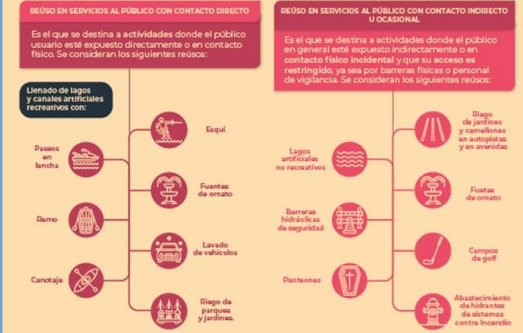 REÚSO EN SERVICIOS AL PÚBLICO CON CONTACTO DIRECTO
Es el que se destina a actividades donde el público
usuario esté expuesto directamente o en contacto
físico. Se consideran los siguientes reúsos:
Llenado de lagos
y canales artificiales
recreativos con:
Esquí
Paseos
en
lancha
Fuentes
de ornato
Remo
Lavado
de vehículos
Canotaje
Riego de
parques
y jardines.
REÚSO EN SERVICIOS AL PÚBLICO CON CONTACTO INDIRECTO
U OCASIONAL
Es el que se destina a actividades donde el público
en general esté expuesto indirectamente o en
contacto físico incidental y que su acceso es
restringido, ya sea por barreras físicas o personal
de vigilancia. Se consideran los siguientes reúsos:
Riego
de jardines
y camellones
en autopistas
y en avenidas
Lagos
artificiales
no recreativos
Fuetes
de ornato
Barreras
hidráulicas
de seguridad
Campos
de golf
Panteones
Abastecimiento
de hidrantes
de sistemas
contra incendio